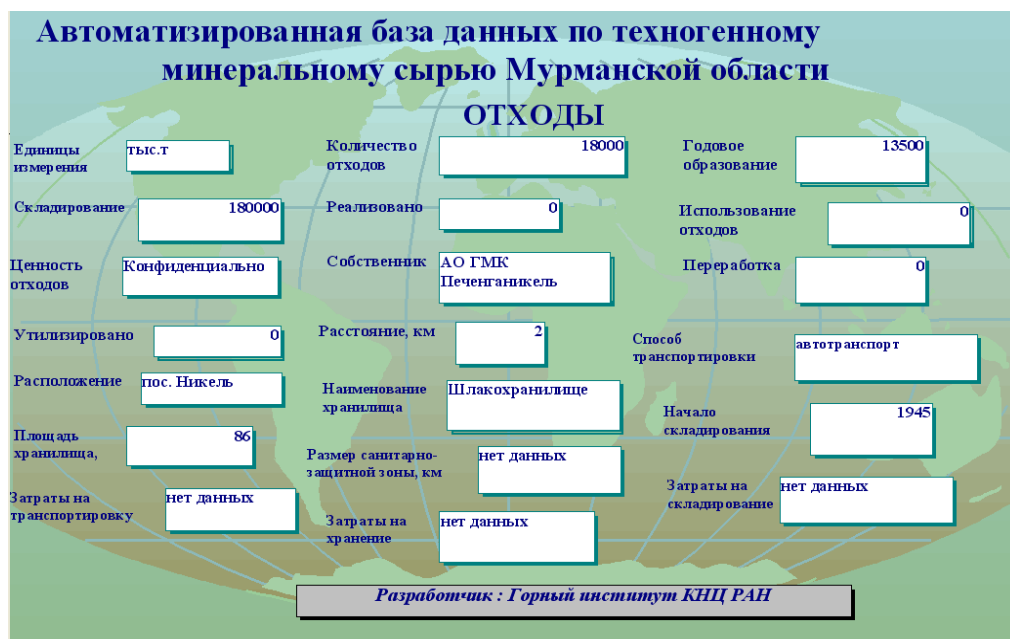 Автоматизированная база данных по техногенному
минеральному сырью Мурманской области
ОТХОДЫ
Единицы
измерения
тыс.т
Количество
отходов
18000
Годовое
образование
13500
Складирование
180000
Реализовано
0
Использование
отходов
0
Ценность
отходов
Конфиденциально
Собственник
АО ГМК
Печенганикель
Переработка
0
Утилизировано
0
Расстояние, км
2
Способ
транспортировки
автотранспорт
Расположение
пос. Никель
Наименование
хранилища
Шлакохранилище
Начало
складирования
1945
Площадь
хранилища,
86
Размер санитарно-
защитной зоны, км
нет данных
Затраты на
складирование
нет данных
Затраты на
транспортировку
нет данных
Затраты на
хранение
нет данных
Разработчик : Горный институт КНЦ РАН